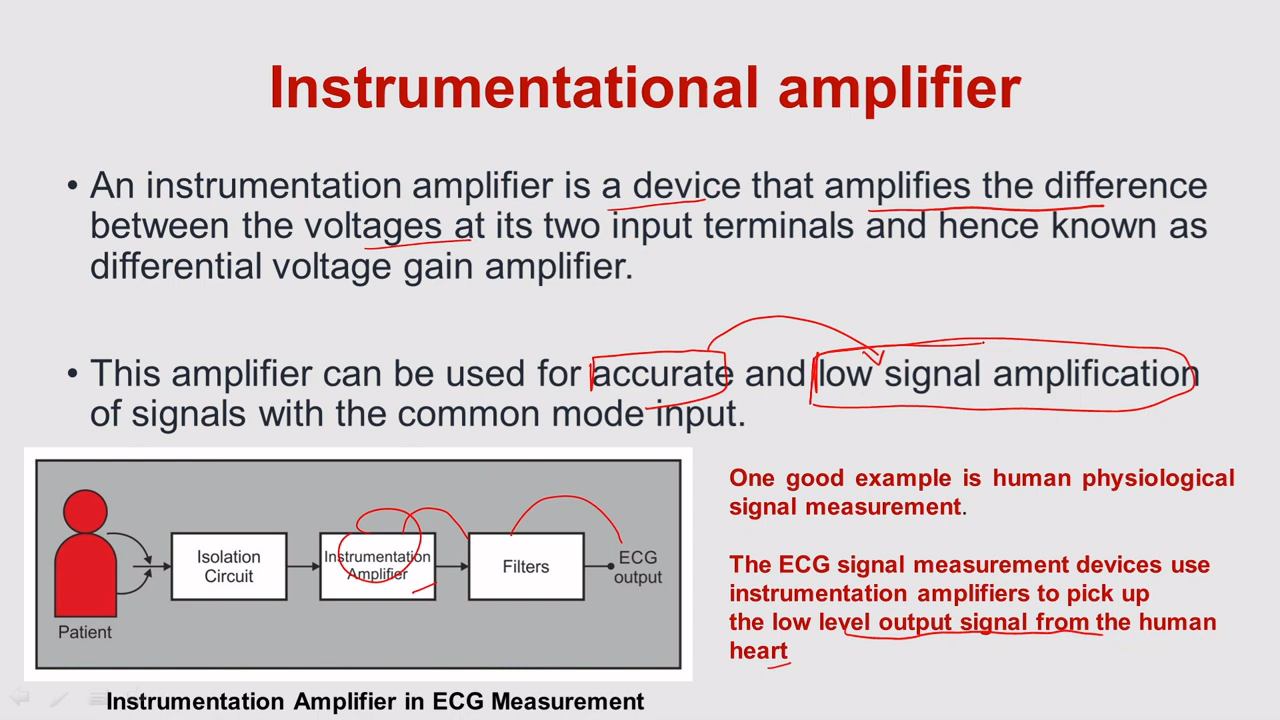 Instrumentational amplifier
• An instrumentation amplifier is a device that amplifies the difference
between the voltages at its two input terminals and hence known as
differential voltage gain amplifier.
• This amplifier can be used for accurate and low signal amplification
of signals with the common mode input.
Patient
Isolation
Circuit
Instrumentation
Amplifier
Filters
ECG
output
Instrumentation Amplifier in ECG Measurement
One good example is human physiological
signal measurement.
The ECG signal measurement devices use
instrumentation amplifiers to pick up
the low level output signal from the human
heart